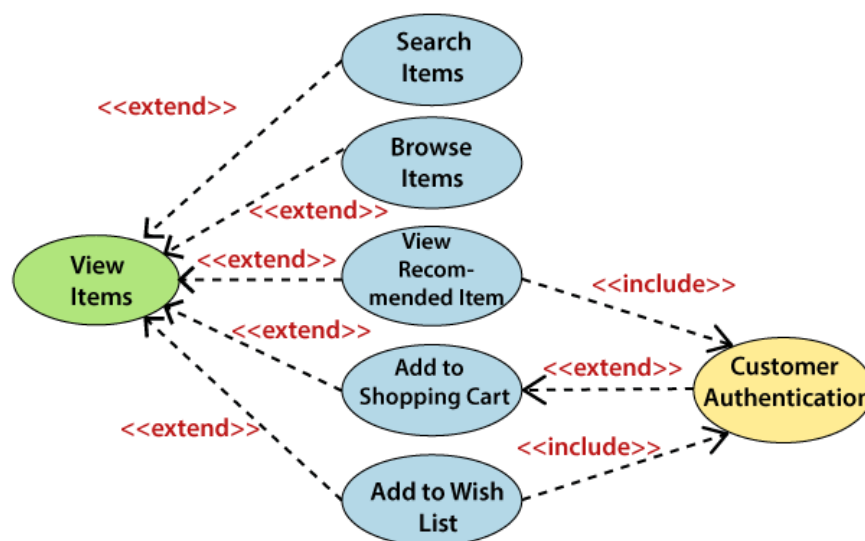 Search
Items
<<extend>>
Browse
Items
<<extend>>
View
Recom-
mended Item
<<extend>>
View
Items
<<include>>
<<extend>>
Add to
Shopping Cart
<<extend>>
Customer
Authentication
<<extend>>
<<include>>
Add to Wish
List